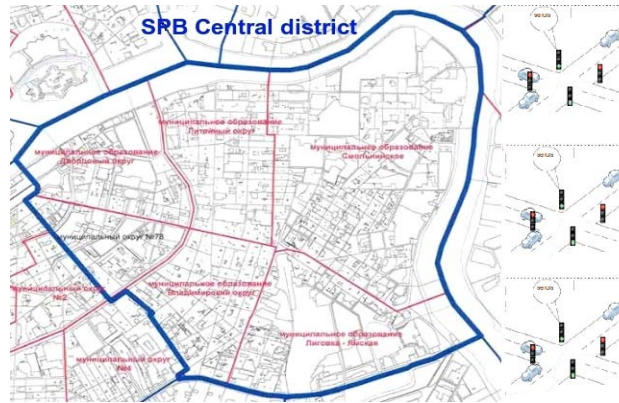 SPB Central district
муниципальное образование
Литейный округ
муниципальное образование
Дворцовый округ
муниципальное образование
Смольнинское
муниципальный округ №78
муниципальный округ
№2
муниципальное образование
Владимирский округ
муниципальное образование
Лиговка - Ямская
муниципальный округ
№4